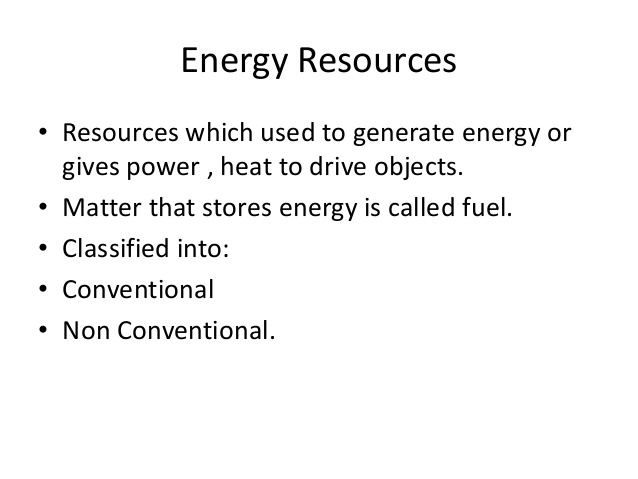 Energy Resources
• Resources which used to generate energy or
gives power , heat to drive objects.
• Matter that stores energy is called fuel.
• Classified into:
• Conventional
• Non Conventional.